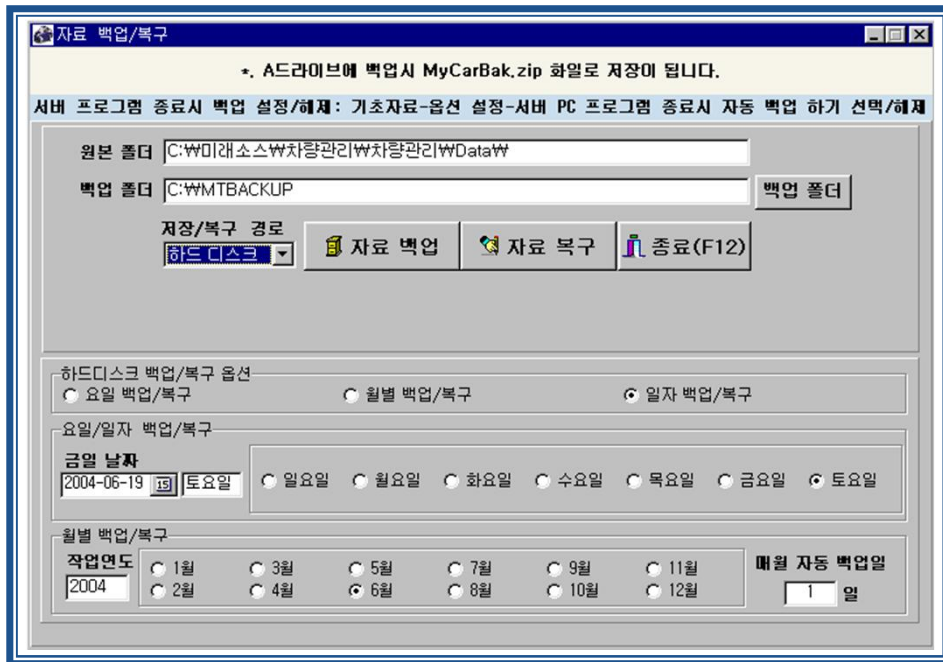 자료 백업/복구
*. A드라이브에 백업시 MyCarBak.zip 화일로 저장이 됩니다.
서버 프로그램 종료시 백업 설정/해제: 기초자료-옵션 설정-서버 PC 프로그램 종료시 자동 백업 하기 선택/해제
원본 폴더 C:₩미래소스₩차량관리₩차량관리₩Data₩
백업 폴더 C:₩MTBACKUP 백업 폴더
저장/복구 경로
하드 디스크 자료 백업 자료 복구 종료(F12)
하드디스크 백업/복구 옵션
요일 백업/복구 월별 백업/복구 일자 백업/복구
요일/일자 백업/복구
금일 날짜
2004-06-19 15 토요일 일요일 월요일 화요일 수요일 목요일 금요일 토요일
월별 백업/복구
작업연도 1월 3월 5월 7월 9월 11월 매월 자동 백업일
2004 2월 4월 6월 8월 10월 12월 1 일